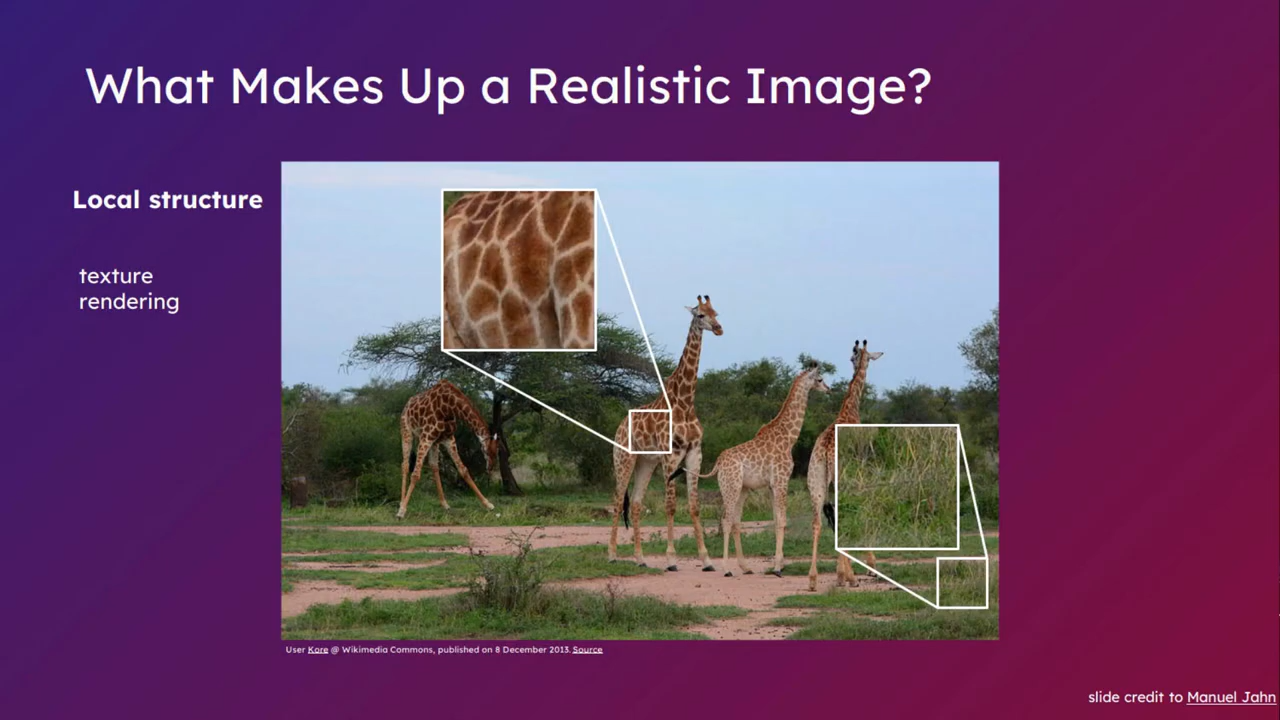 What Makes Up a Realistic Image?
Local structure
texture
rendering
User Kore @ Wikimedia Commons, published on 8 December 2013. Source
slide credit to Manuel Jahn